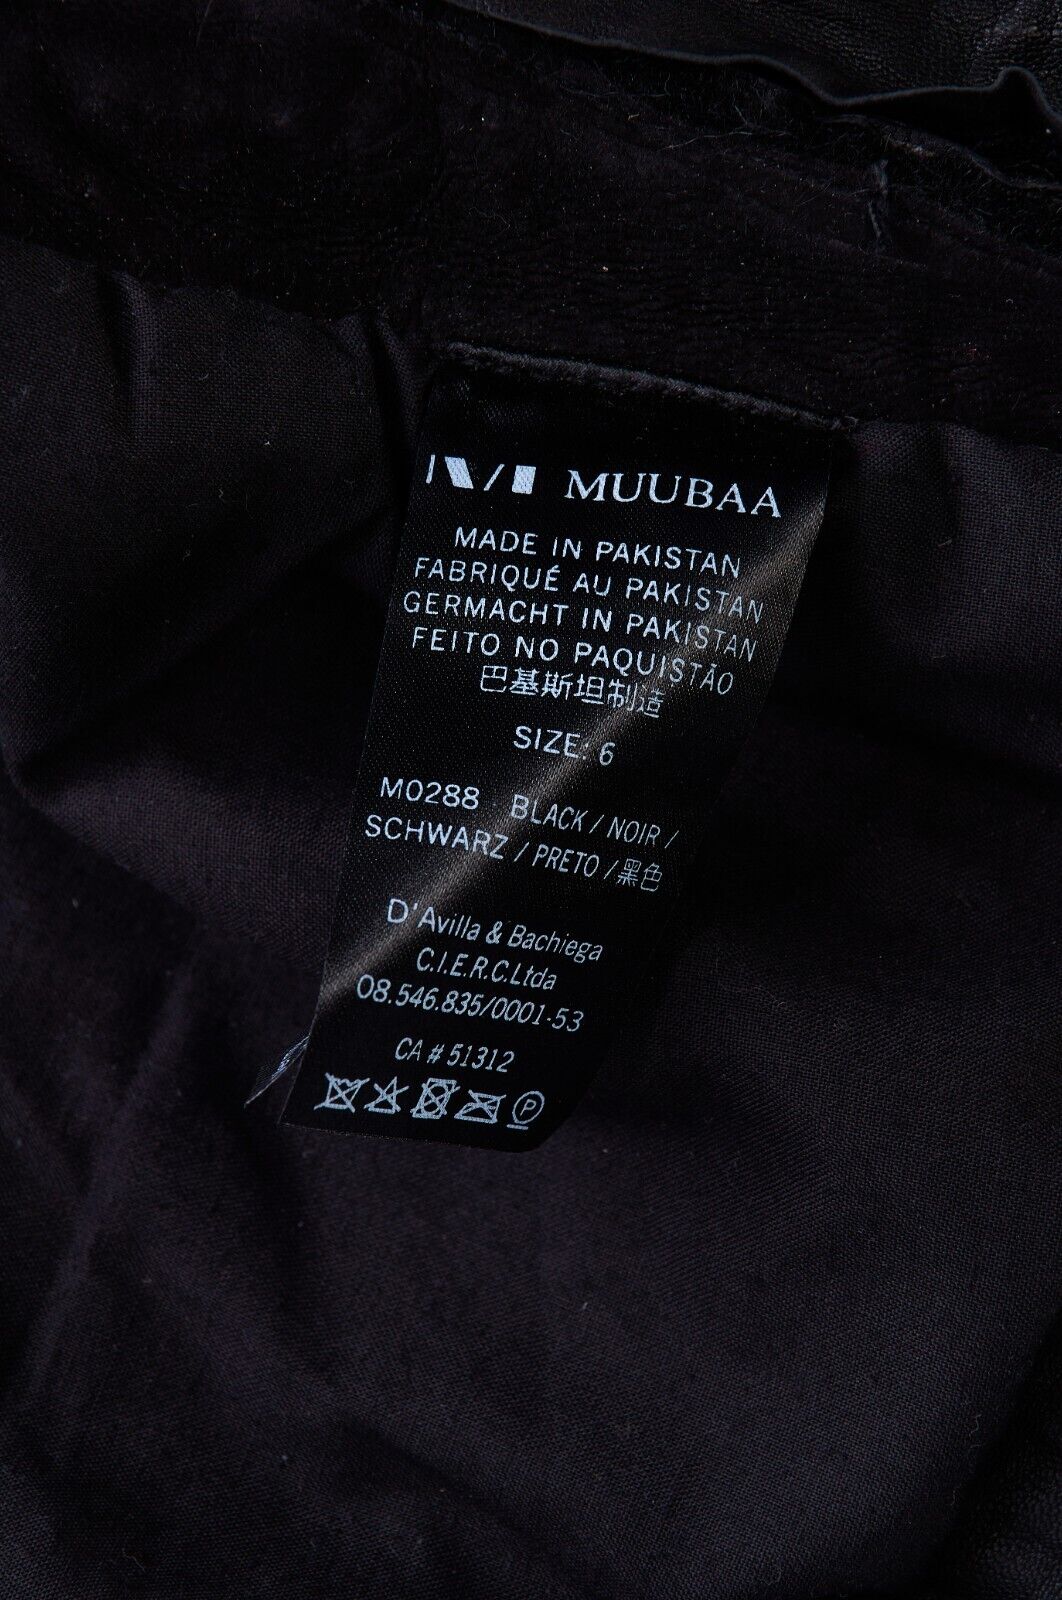 MUUBAA
MADE IN PAKISTAN
FABRIQUÉ AU PAKISTAN
GERMACHT IN PAKISTAN
FEITO NO PAQUISTÃO
巴基斯坦制造
SIZE: 6
M0288 BLACK / NOIR /
SCHWARZ / PRETO / 黑色
D'Avilla & Bachiega
C.I.E.R.C.Ltda
08.546.835/0001-53
CA # 51312
P